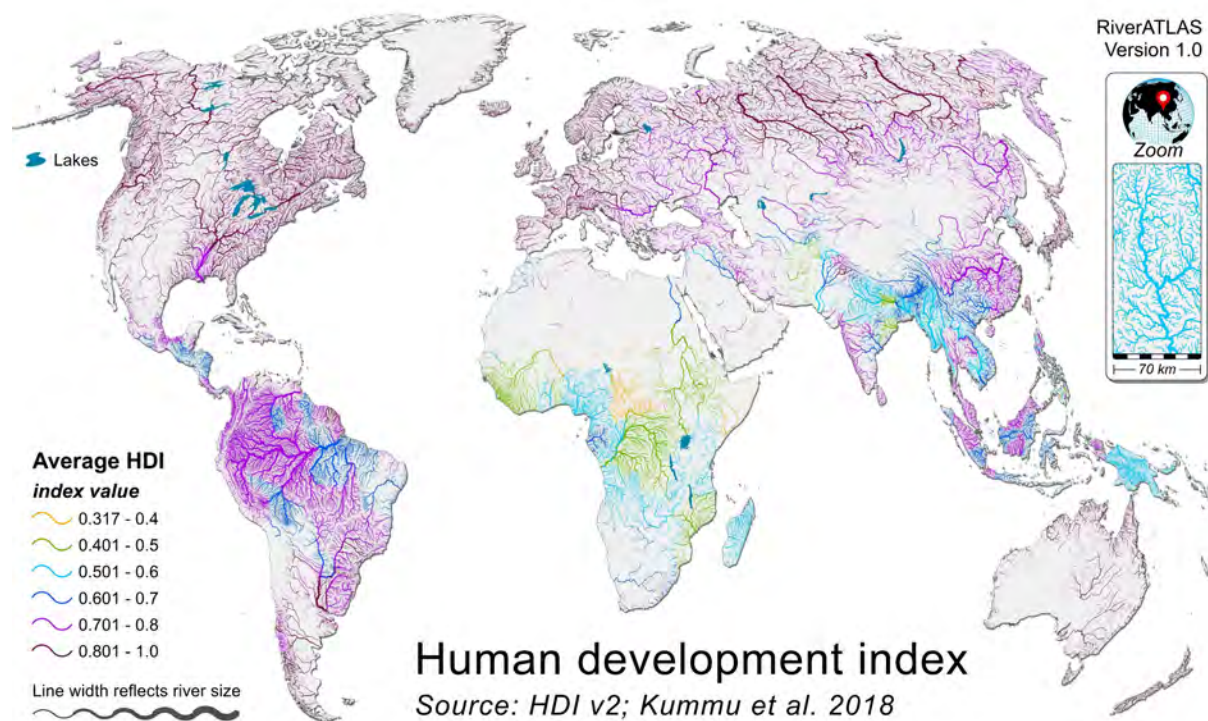 RiverATLAS
Version 1.0
Zoom
70 km
Lakes
Average HDI
index value
0.317 - 0.4
0.401 - 0.5
0.501 - 0.6
0.601 - 0.7
0.701 - 0.8
0.801 - 1.0
Line width reflects river size
Human development index
Source: HDI v2; Kummu et al. 2018